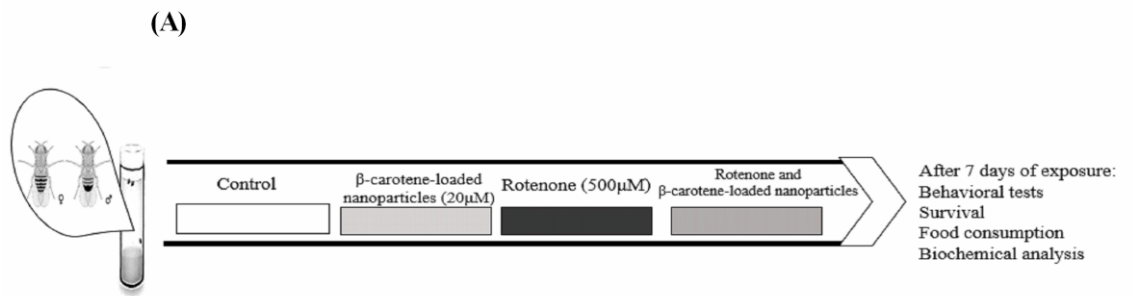 (A)
♀ ♂
Control
β-carotene-loaded
nanoparticles (20μM)
Rotenone (500μM)
Rotenone and
β-carotene-loaded nanoparticles
After 7 days of exposure:
Behavioral tests
Survival
Food consumption
Biochemical analysis